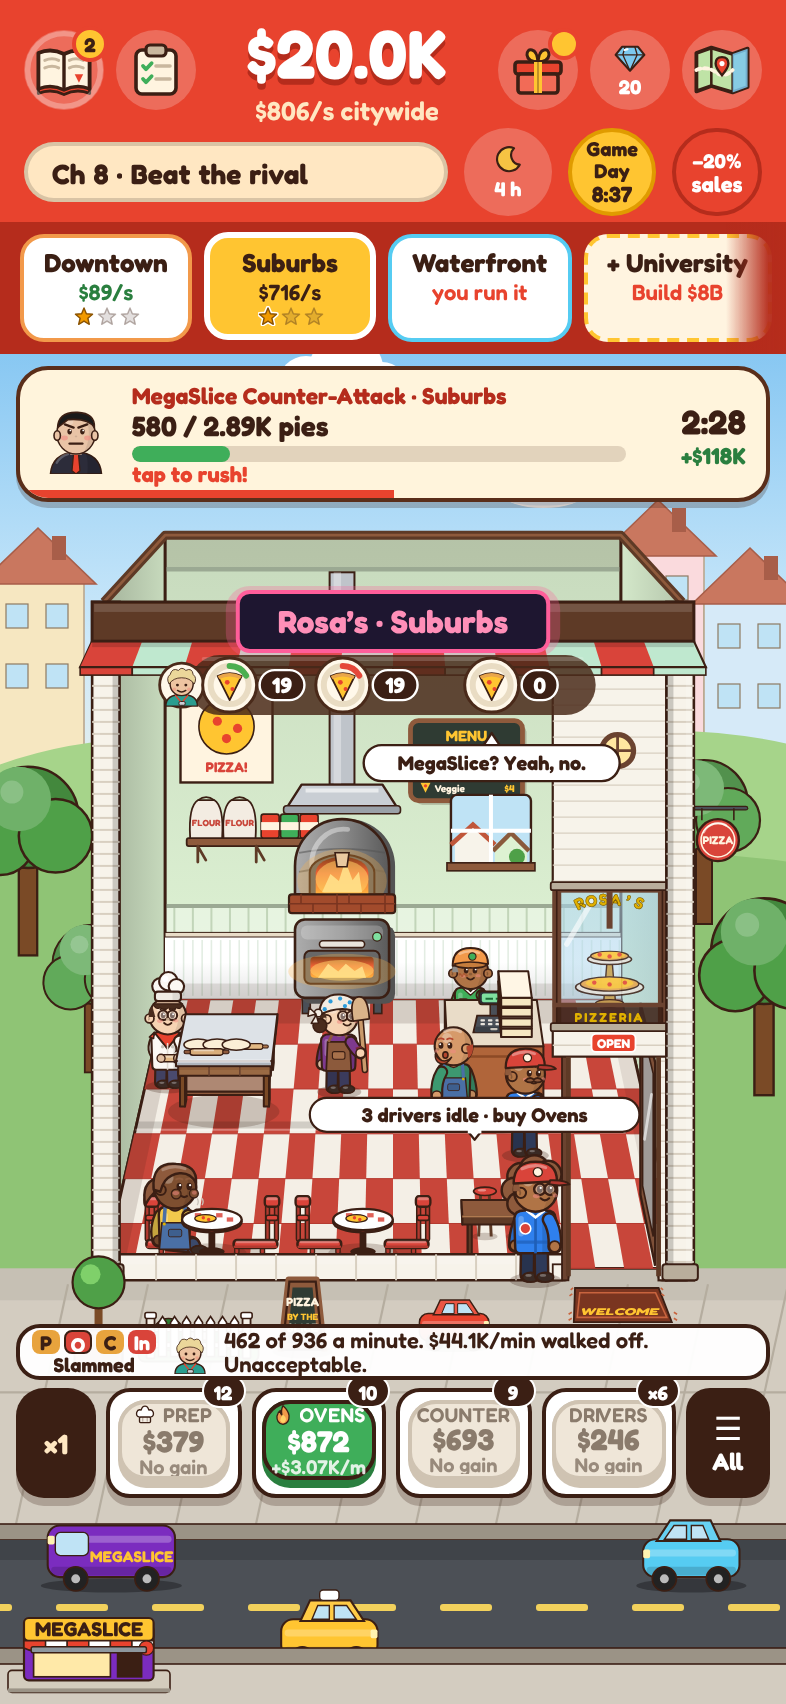 2
$20.0K
$806/s citywide
20
Ch 8 · Beat the rival
4 h
Game
Day
8:37
-20%
sales
Downtown
$89/s
Suburbs
$716/s
Waterfront
you run it
+ University
Build $8B
MegaSlice Counter-Attack · Suburbs
580 / 2.89K pies
tap to rush!
2:28
+$118K
Rosa's · Suburbs
19
19
0
PIZZA!
MENU
MegaSlice? Yeah, no.
Veggie $4
FLOUR
FLOUR
PIZZA
ROSA'S
PIZZERIA
OPEN
3 drivers idle · buy Ovens
PIZZA
BY THE
WELCOME
P O C In
Slammed
462 of 936 a minute. $44.1K/min walked off.
Unacceptable.
x1
12
PREP
$379
No gain
10
OVENS
$872
+$3.07K/m
9
COUNTER
$693
No gain
x6
DRIVERS
$246
No gain
All
MEGASLICE
MEGASLICE